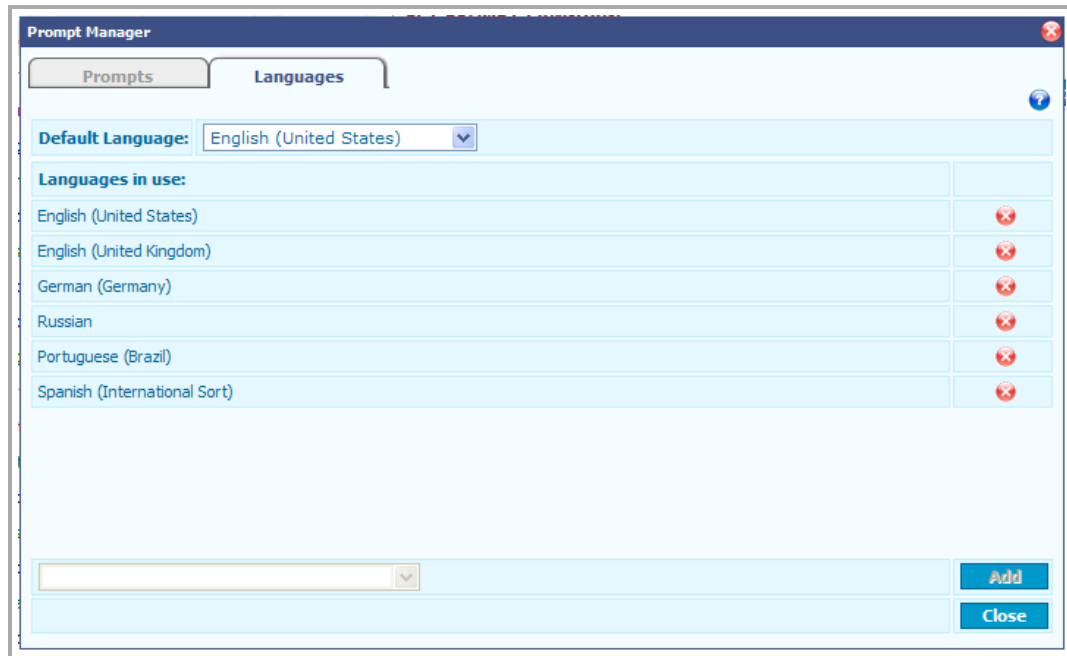 Prompt Manager
Prompts Languages
Default Language: English (United States)
Languages in use:
English (United States)
English (United Kingdom)
German (Germany)
Russian
Portuguese (Brazil)
Spanish (International Sort)
Add
Close